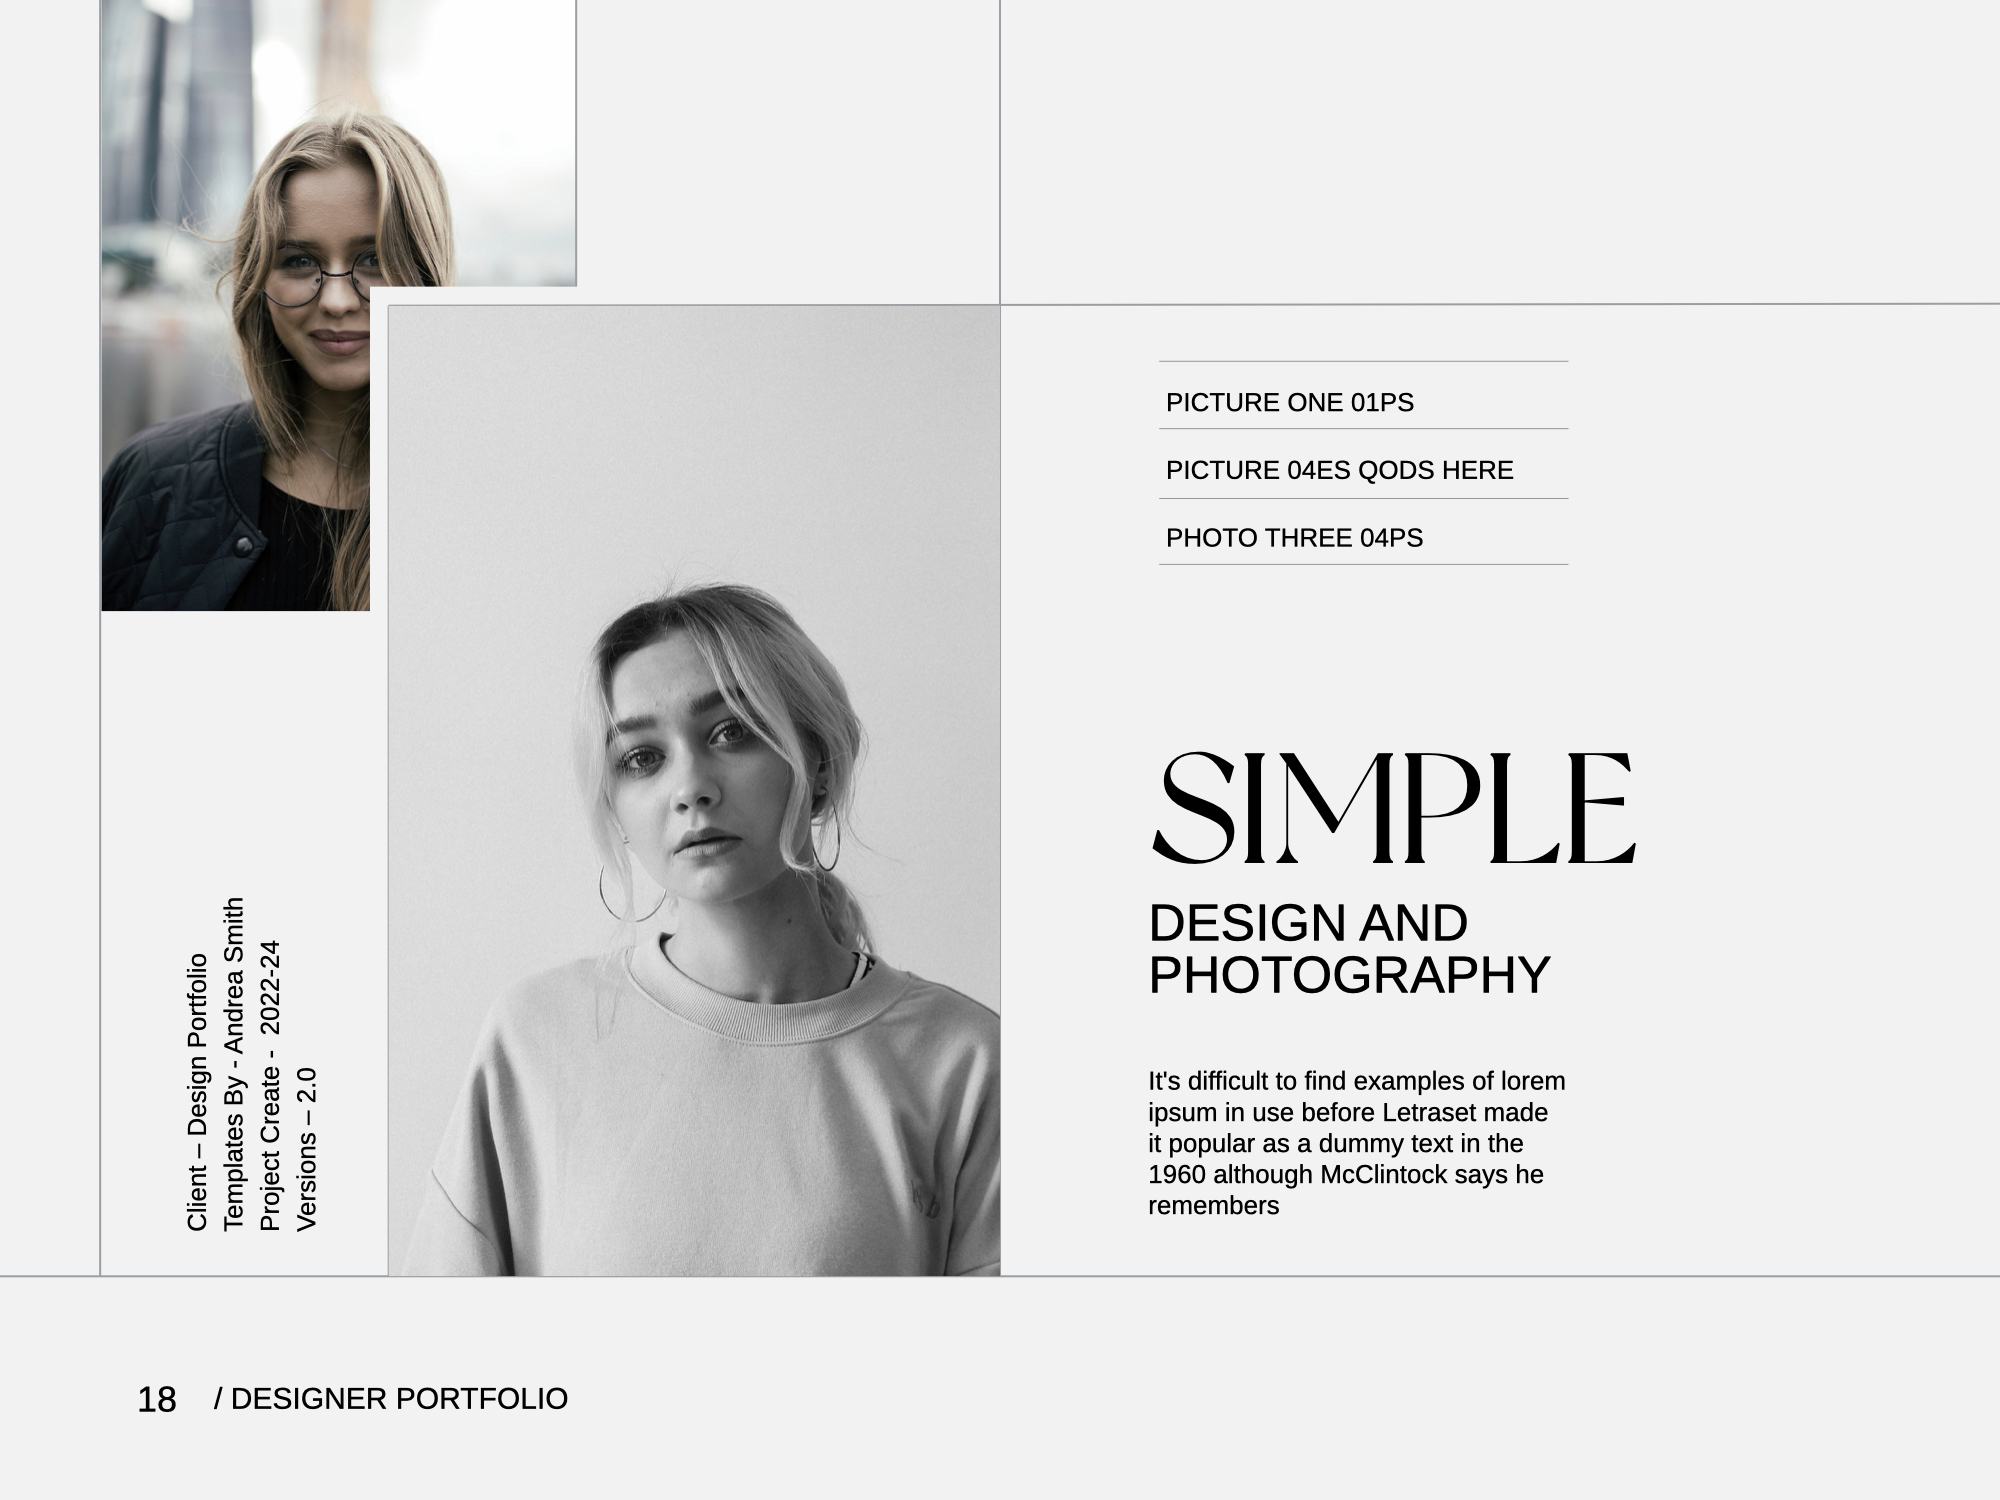 PICTURE ONE 01PS
PICTURE 04ES QODS HERE
PHOTO THREE 04PS
SIMPLE
DESIGN AND
PHOTOGRAPHY
It's difficult to find examples of lorem
ipsum in use before Letraset made
it popular as a dummy text in the
1960 although McClintock says he
remembers
Client – Design Portfolio
Templates By - Andrea Smith
Project Create -  2022-24
Versions – 2.0
18 / DESIGNER PORTFOLIO